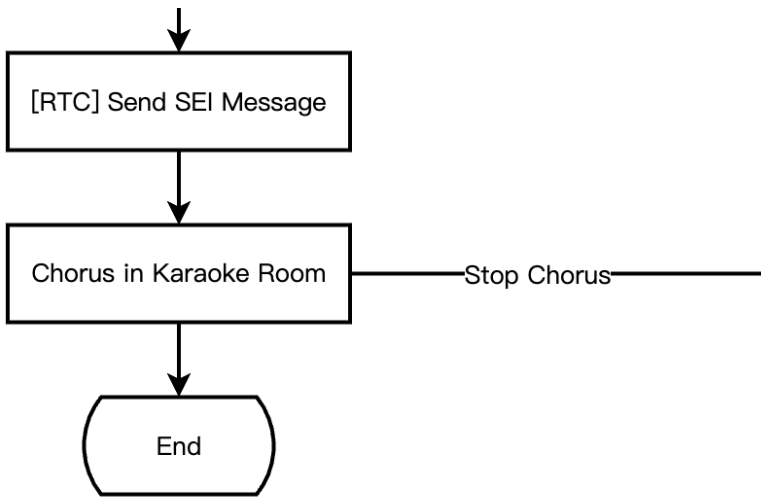 [RTC] Send SEI Message
Chorus in Karaoke Room
Stop Chorus
End